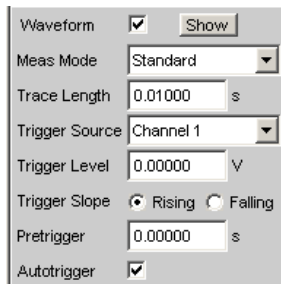 Waveform Show
Meas Mode Standard
Trace Length 0.01000 s
Trigger Source Channel 1
Trigger Level 0.00000 V
Trigger Slope Rising Falling
Pretrigger 0.00000 s
Autotrigger